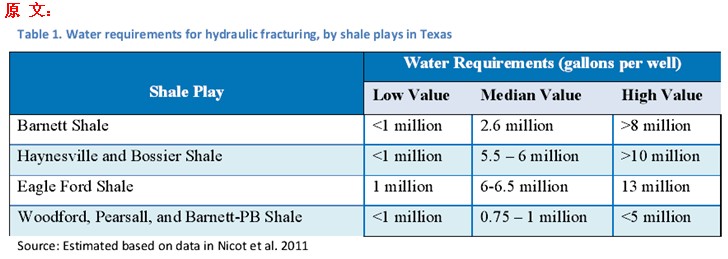 原 文:
Table 1. Water requirements for hydraulic fracturing, by shale plays in Texas
Water Requirements (gallons per well)
Shale Play
Low Value Median Value High Value
Barnett Shale <1 million 2.6 million >8 million
Haynesville and Bossier Shale <1 million 5.5 – 6 million >10 million
Eagle Ford Shale 1 million 6-6.5 million 13 million
Woodford, Pearsall, and Barnett-PB Shale <1 million 0.75 – 1 million <5 million
Source: Estimated based on data in Nicot et al. 2011